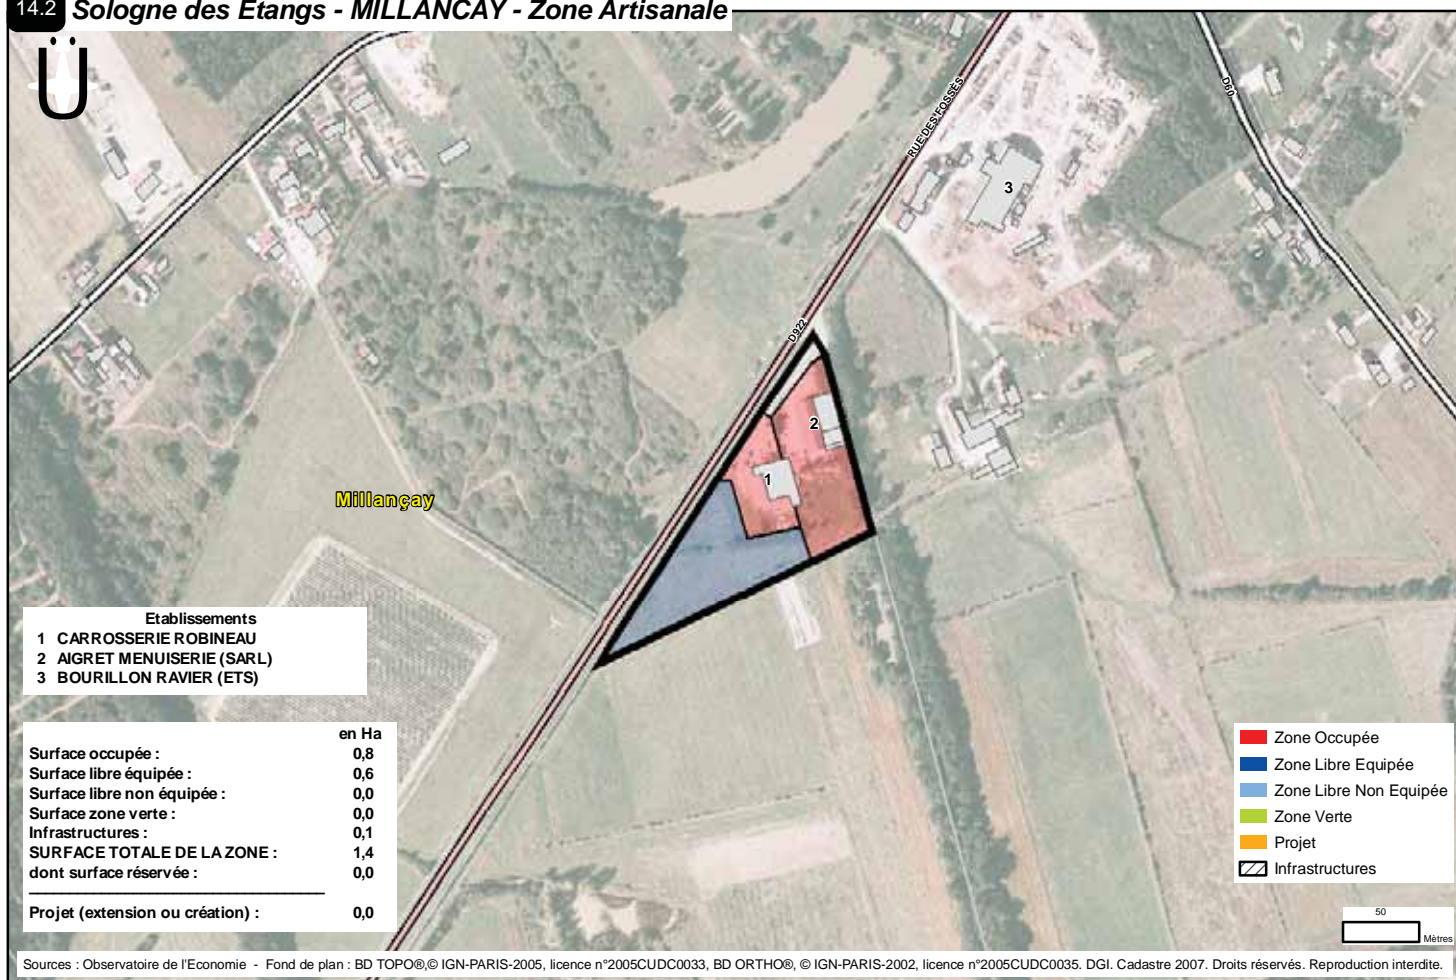 14.2 Sologne des Etangs - MILLANCAY - Zone Artisanale
Ü
RUE DES FOSSÉS
D60
3
D922
2
1
Millançay
Etablissements
1 CARROSSERIE ROBINEAU
2 AIGRET MENUISERIE (SARL)
3 BOURILLON RAVIER (ETS)
en Ha
Surface occupée : 0,8
Surface libre équipée : 0,6
Surface libre non équipée : 0,0
Surface zone verte : 0,0
Infrastructures : 0,1
SURFACE TOTALE DE LA ZONE : 1,4
dont surface réservée : 0,0
Projet (extension ou création) : 0,0
Zone Occupée
Zone Libre Equipée
Zone Libre Non Equipée
Zone Verte
Projet
Infrastructures
50
Mètres
Sources : Observatoire de l'Economie - Fond de plan : BD TOPO®,© IGN-PARIS-2005, licence n°2005CUDC0033, BD ORTHO®, © IGN-PARIS-2002, licence n°2005CUDC0035. DGI. Cadastre 2007. Droits réservés. Reproduction interdite.